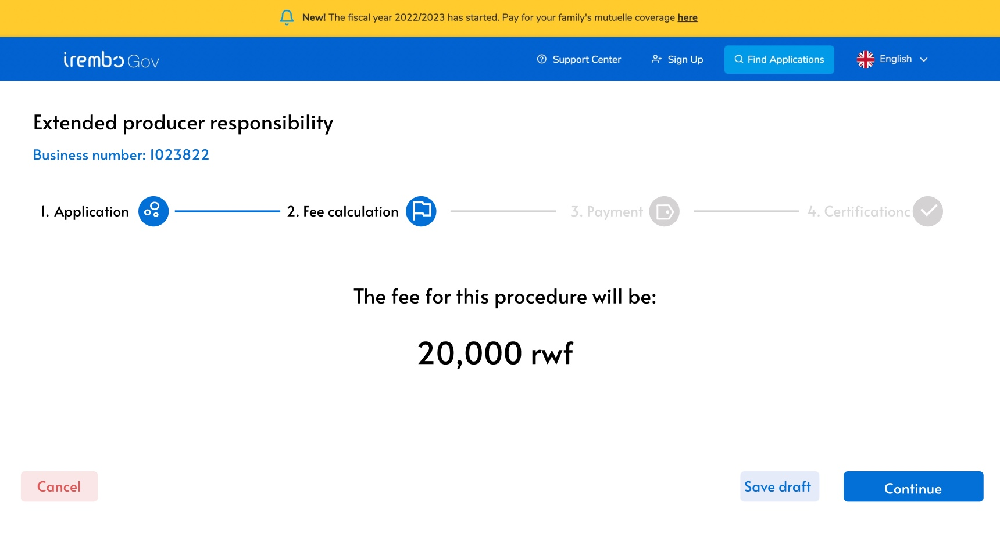 New! The fiscal year 2022/2023 has started. Pay for your family's mutuelle coverage here
irembo Gov
Support Center
Sign Up
Find Applications
English
Extended producer responsibility
Business number: 1023822
1. Application
2. Fee calculation
3. Payment
4. Certificationc
The fee for this procedure will be:
20,000 rwf
Cancel
Save draft
Continue